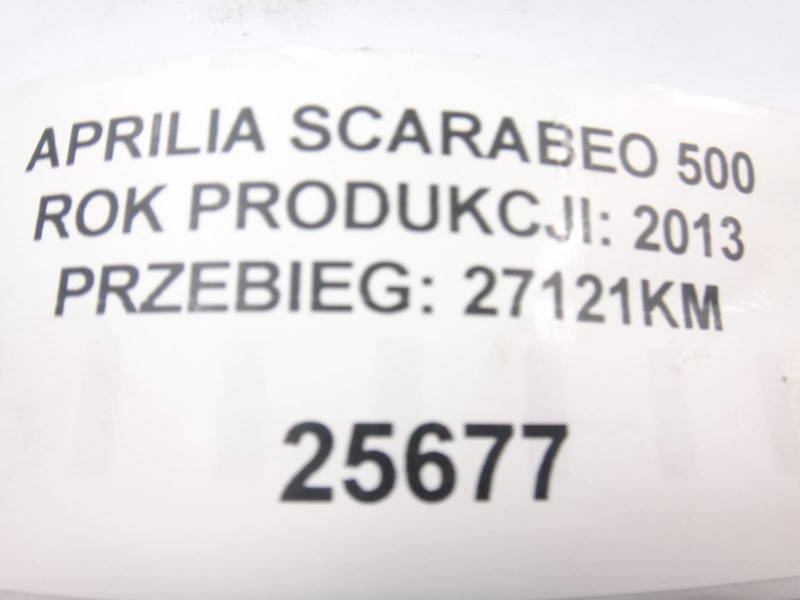 APRILIA SCARABEO 500
ROK PRODUKCJI: 2013
PRZEBIEG: 27121KM
25677